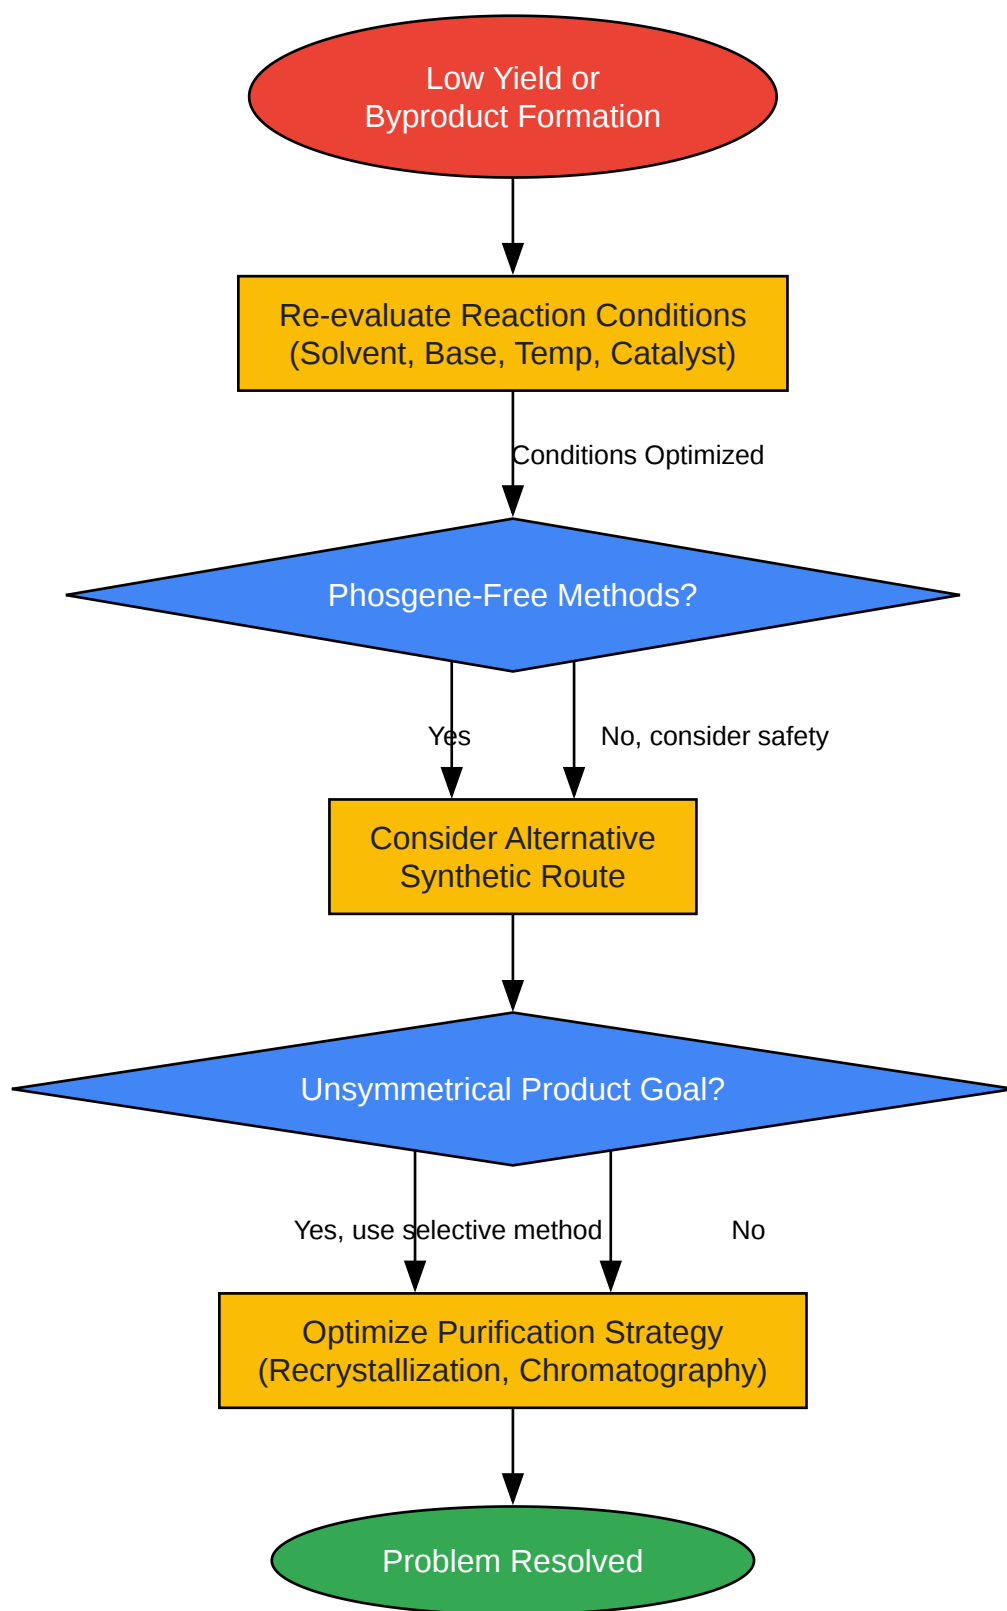 Low Yield or
Byproduct Formation
Re-evaluate Reaction Conditions
(Solvent, Base, Temp, Catalyst)
Conditions Optimized
Phosgene-Free Methods?
Yes
No, consider safety
Consider Alternative
Synthetic Route
Unsymmetrical Product Goal?
Yes, use selective method
No
Optimize Purification Strategy
(Recrystallization, Chromatography)
Problem Resolved